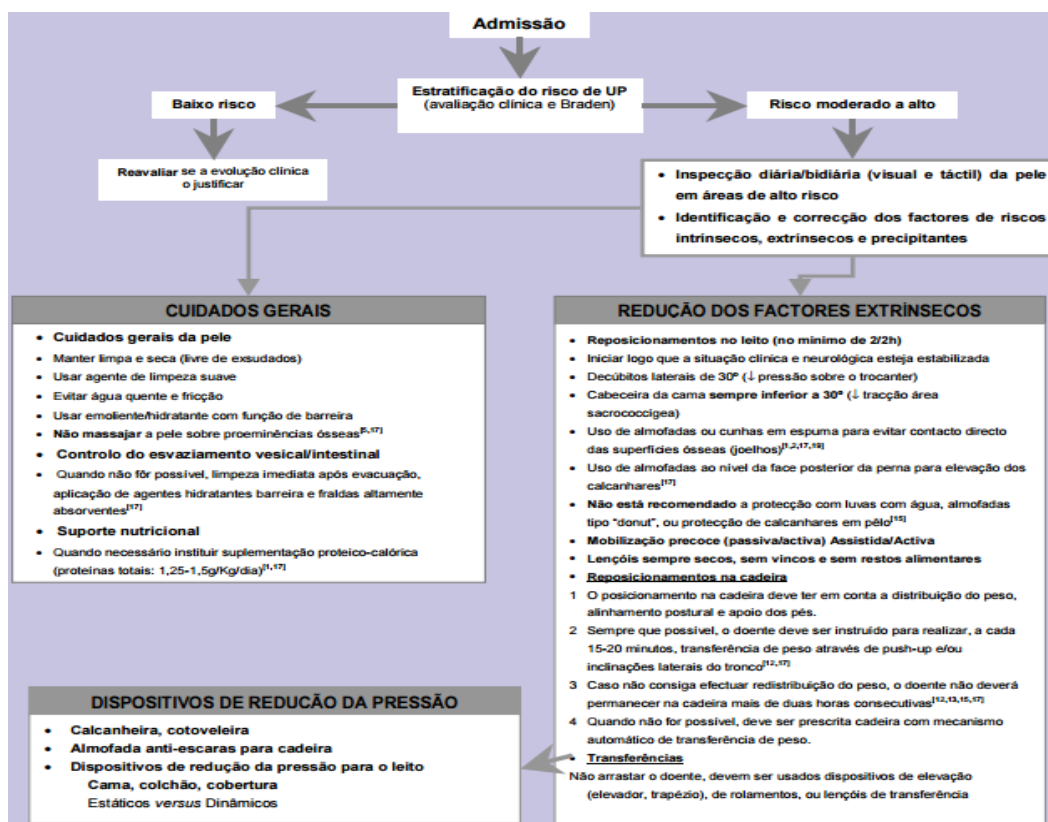 Admissão
Estratificação do risco de UP
(avaliação clínica e Braden)
Baixo risco
Risco moderado a alto
Reavaliar se a evolução clínica
o justificar
• Inspecção diária/bidiária (visual e táctil) da pele
em áreas de alto risco
• Identificação e correcção dos factores de riscos
intrínsecos, extrínsecos e precipitantes
CUIDADOS GERAIS
• Cuidados gerais da pele
• Manter limpa e seca (livre de exsudados)
• Usar agente de limpeza suave
• Evitar água quente e fricção
• Usar emoliente/hidratante com função de barreira
• Não massajar a pele sobre proeminências ósseas[5,17]
• Controlo do esvaziamento vesical/intestinal
• Quando não fôr possível, limpeza imediata após evacuação,
aplicação de agentes hidratantes barreira e fraldas altamente
absorventes[17]
• Suporte nutricional
• Quando necessário instituir suplementação proteico-calórica
(proteínas totais: 1,25-1,5g/Kg/dia)[1,17]
REDUÇÃO DOS FACTORES EXTRÍNSECOS
• Reposicionamentos no leito (no mínimo de 2/2h)
• Iniciar logo que a situação clínica e neurológica esteja estabilizada
• Decúbitos laterais de 30º (↓ pressão sobre o trocanter)
• Cabeceira da cama sempre inferior a 30º (↓ tracção área
sacrococcígea)
• Uso de almofadas ou cunhas em espuma para evitar contacto directo
das superfícies ósseas (joelhos)[1,2,17,19]
• Uso de almofadas ao nível da face posterior da perna para elevação dos
calcanhares[17]
• Não está recomendado a protecção com luvas com água, almofadas
tipo "donut", ou protecção de calcanhares em pêlo[15]
• Mobilização precoce (passiva/activa) Assistida/Activa
• Lençóis sempre secos, sem vincos e sem restos alimentares
• Reposicionamentos na cadeira
1 O posicionamento na cadeira deve ter em conta a distribuição do peso,
alinhamento postural e apoio dos pés.
2 Sempre que possível, o doente deve ser instruído para realizar, a cada
15-20 minutos, transferência de peso através de push-up e/ou
inclinações laterais do tronco[12,17]
3 Caso não consiga efectuar redistribuição do peso, o doente não deverá
permanecer na cadeira mais de duas horas consecutivas[12,13,15,17]
4 Quando não for possível, deve ser prescrita cadeira com mecanismo
automático de transferência de peso.
• Transferências
Não arrastar o doente, devem ser usados dispositivos de elevação
(elevador, trapézio), de rolamentos, ou lençóis de transferência
DISPOSITIVOS DE REDUCÃO DA PRESSÃO
• Calcanheira, cotoveleira
• Almofada anti-escaras para cadeira
• Dispositivos de redução da pressão para o leito
Cama, colchão, cobertura
Estáticos versus Dinâmicos